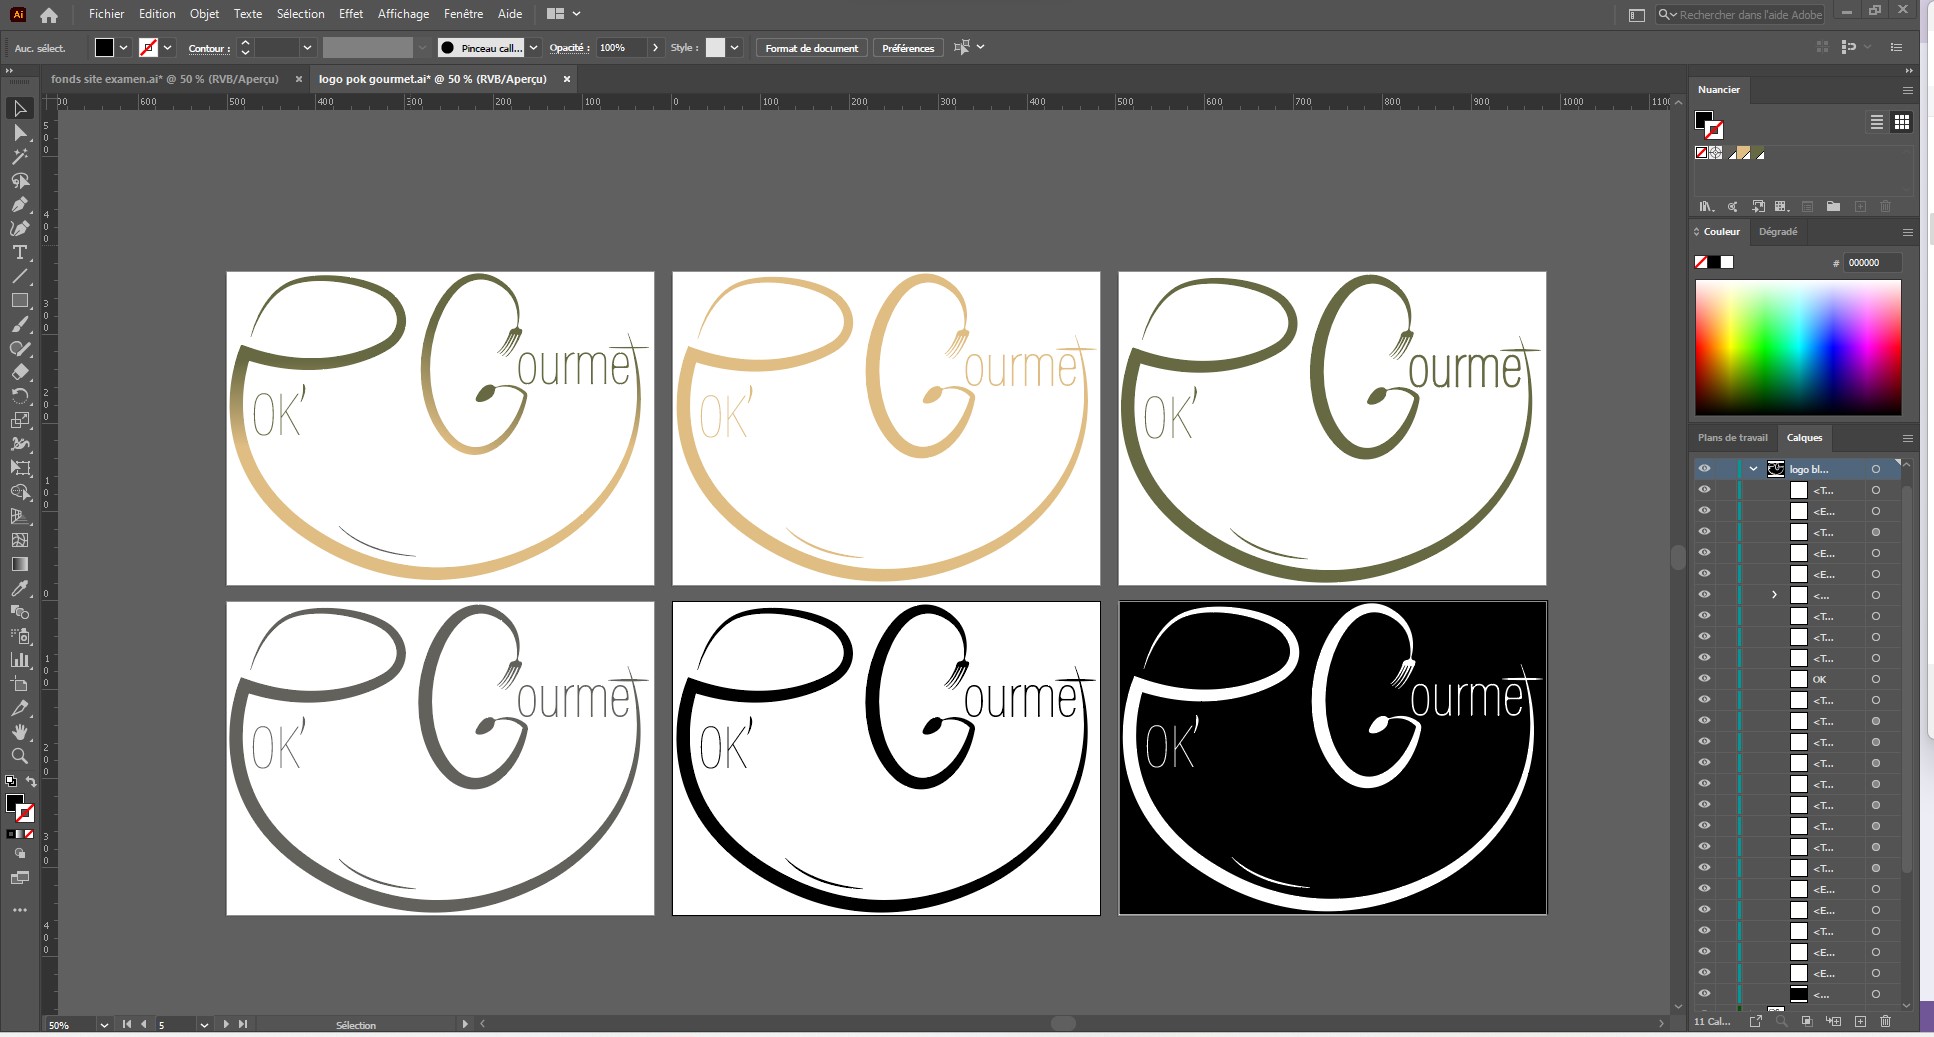 Ai Fichier Edition Objet Texte Sélection Effet Affichage Fenêtre Aide Rechercher dans l'aide Adobe
Auc. sélect. Contour : Pinceau call... Opacité : 100% Style : Format de document Préférences
fonds site examen.ai* @ 50 % (RVB/Aperçu) × logo pok gourmet.ai* @ 50 % (RVB/Aperçu) ×
600 500 400 300 200 100 0 100 200 300 400 500 600 700 800 900 1000 1100
Nuancier
Couleur Dégradé
# 000000
Plans de travail Calques
P OK' Gourmet
P OK' Gourmet
P OK' Gourmet
P OK' Gourmet
P OK' Gourmet
P OK' Gourmet
logo bl...
<T...
<E...
<T...
<E...
<E...
<...
<T...
<T...
<T...
OK
<T...
<T...
<T...
<T...
<T...
<T...
<T...
<T...
<T...
<E...
<E...
<T...
<E...
<E...
<...
50% 5 Sélection 11 Cal...